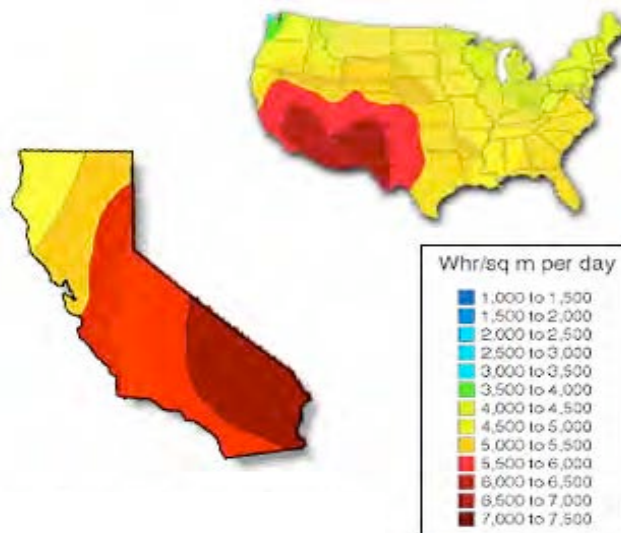 Whr/sq m per day
1,000 to 1,500
1,500 to 2,000
2,000 to 2,500
2,500 to 3,000
3,000 to 3,500
3,500 to 4,000
4,000 to 4,500
4,500 to 5,000
5,000 to 5,500
5,500 to 6,000
6,000 to 6,500
6,500 to 7,000
7,000 to 7,500